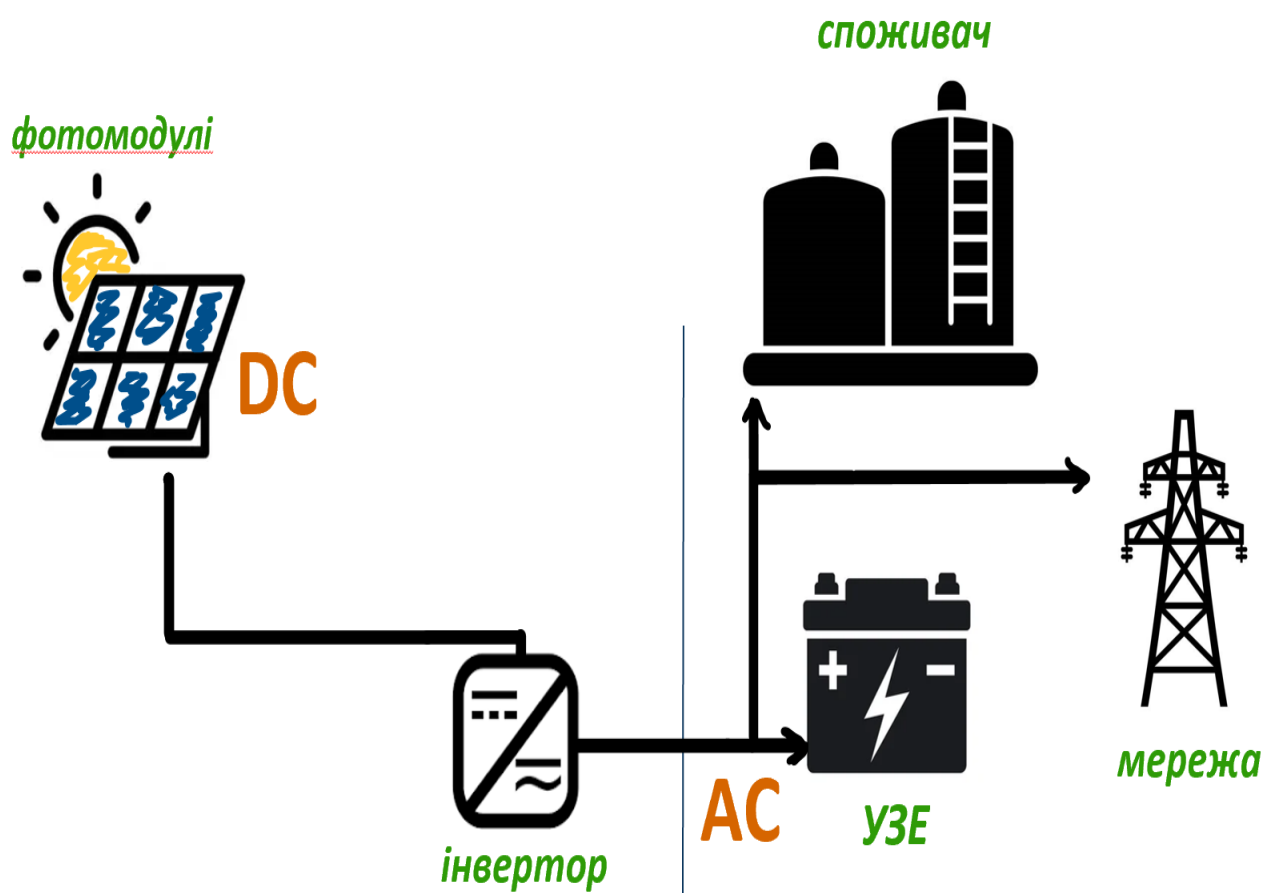 споживач
фотомодулі
DC
AC
УЗЕ
мережа
інвертор